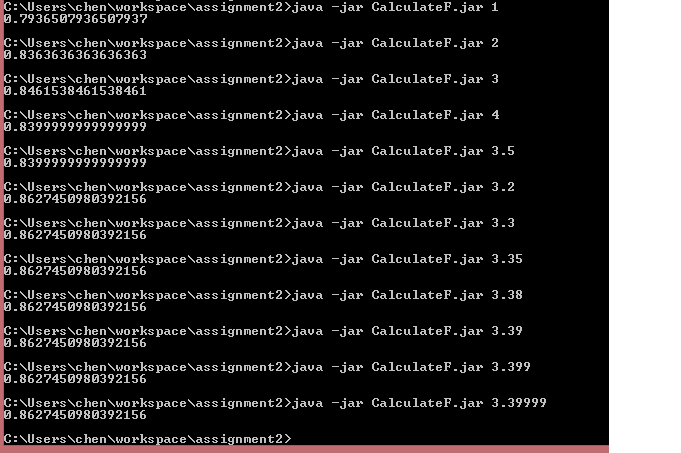 C:\Users\chen\workspace\assignment2>java -jar CalculateF.jar 1
0.7936507936507937
C:\Users\chen\workspace\assignment2>java -jar CalculateF.jar 2
0.8363636363636363
C:\Users\chen\workspace\assignment2>java -jar CalculateF.jar 3
0.8461538461538461
C:\Users\chen\workspace\assignment2>java -jar CalculateF.jar 4
0.8399999999999999
C:\Users\chen\workspace\assignment2>java -jar CalculateF.jar 3.5
0.8399999999999999
C:\Users\chen\workspace\assignment2>java -jar CalculateF.jar 3.2
0.8627450980392156
C:\Users\chen\workspace\assignment2>java -jar CalculateF.jar 3.3
0.8627450980392156
C:\Users\chen\workspace\assignment2>java -jar CalculateF.jar 3.35
0.8627450980392156
C:\Users\chen\workspace\assignment2>java -jar CalculateF.jar 3.38
0.8627450980392156
C:\Users\chen\workspace\assignment2>java -jar CalculateF.jar 3.39
0.8627450980392156
C:\Users\chen\workspace\assignment2>java -jar CalculateF.jar 3.399
0.8627450980392156
C:\Users\chen\workspace\assignment2>java -jar CalculateF.jar 3.39999
0.8627450980392156
C:\Users\chen\workspace\assignment2>